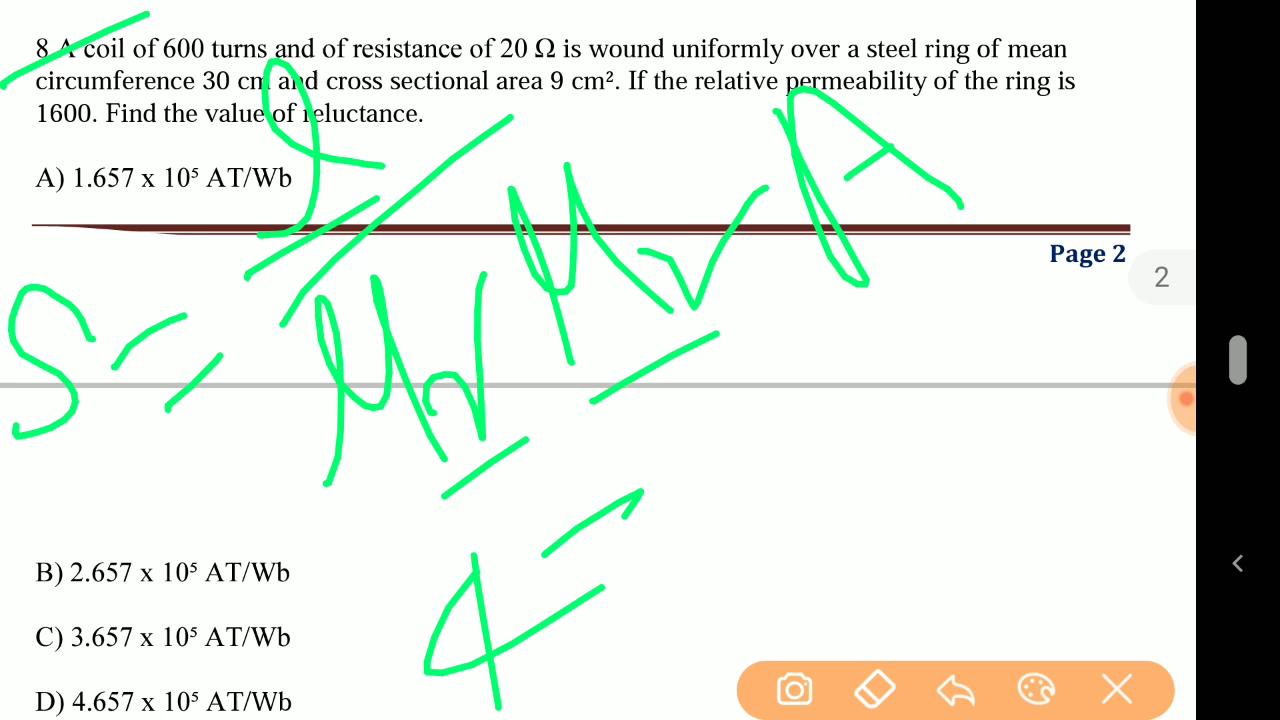 8 A coil of 600 turns and of resistance of 20 Ω is wound uniformly over a steel ring of mean
circumference 30 cm and cross sectional area 9 cm². If the relative permeability of the ring is
1600. Find the value of reluctance.
A) 1.657 x 10⁵ AT/Wb
Page 2
2
S = l / μ₀ μr A
B) 2.657 x 10⁵ AT/Wb
C) 3.657 x 10⁵ AT/Wb
D) 4.657 x 10⁵ AT/Wb